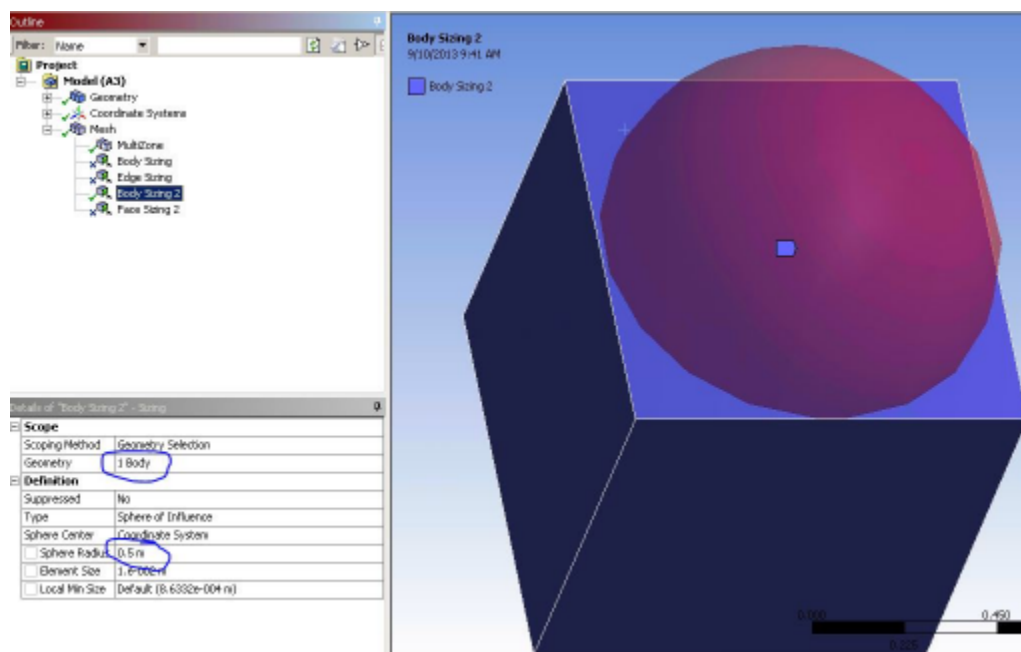 Outline
Filter: Name
Project
Model (A3)
Geometry
Coordinate Systems
Mesh
MultiZone
Body Sizing
Edge Sizing
Body Sizing 2
Face Sizing 2
Details of "Body Sizing 2" - Sizing
Scope
Scoping Method Geometry Selection
Geometry 1 Body
Definition
Suppressed No
Type Sphere of Influence
Sphere Center Coordinate System
Sphere Radius 0.5 m
Element Size 1.e-002 m
Local Min Size Default (8.6332e-004 m)
Body Sizing 2
9/10/2013 9:41 AM
Body Sizing 2
0.000 0.450
0.225